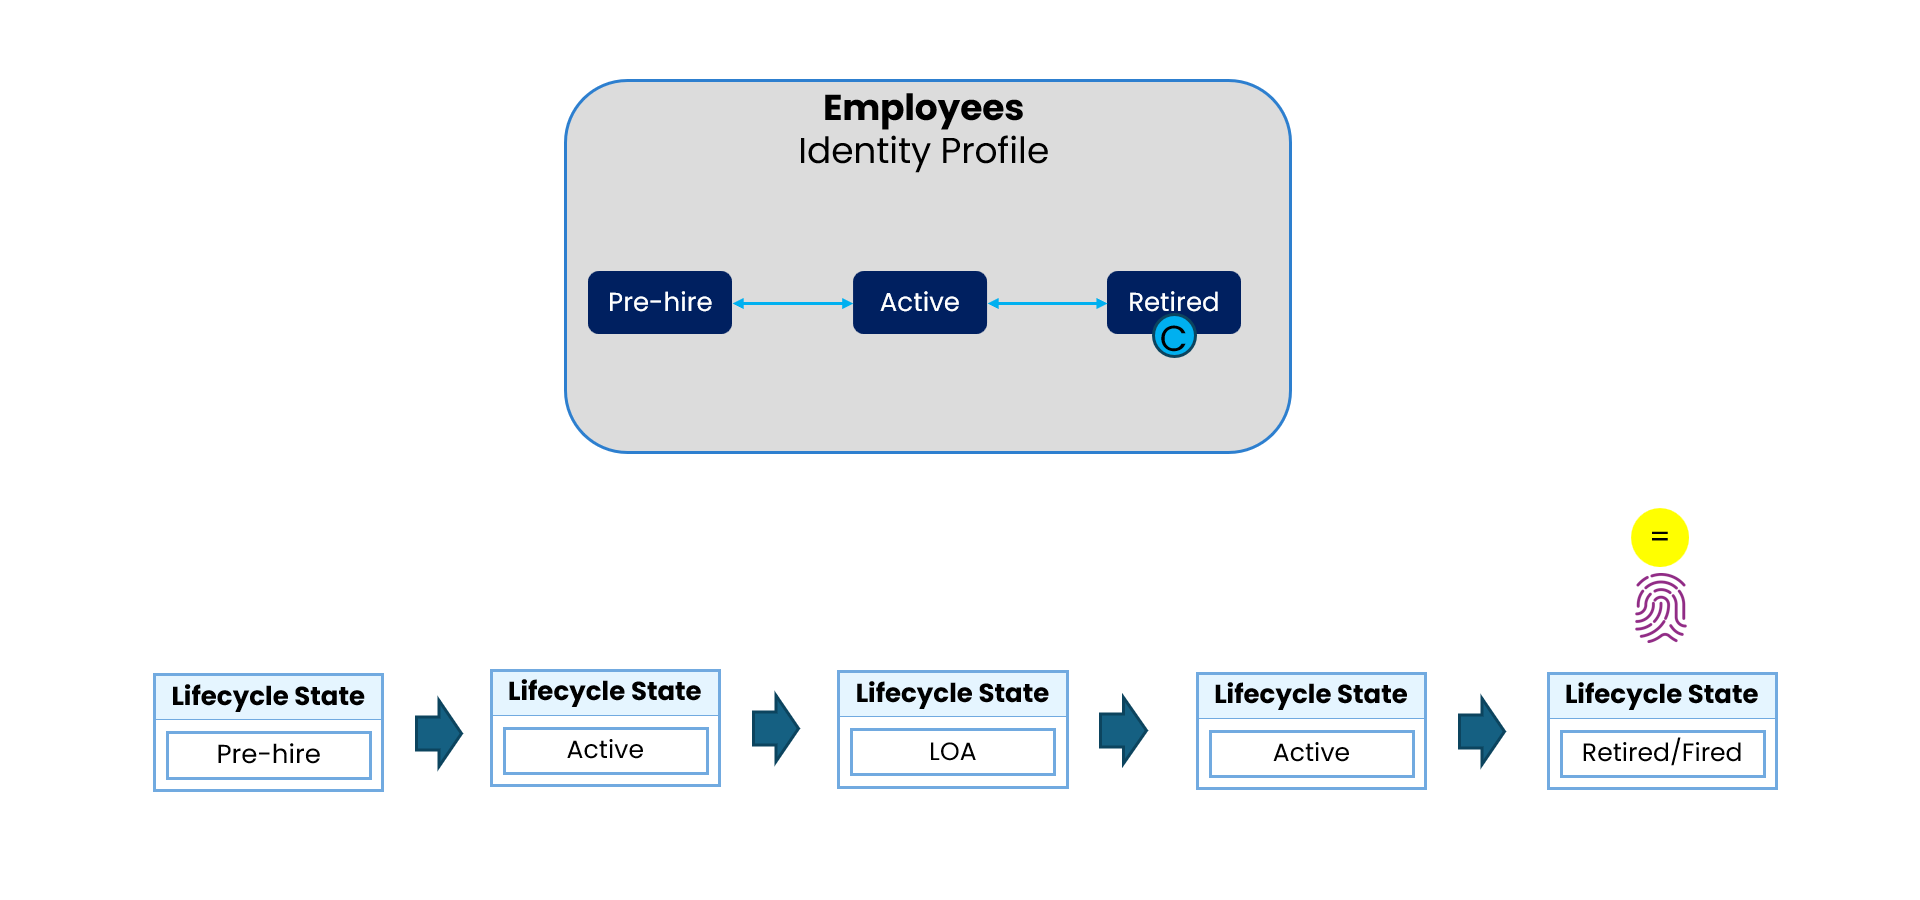 Employees
Identity Profile
Pre-hire
Active
Retired
C
=
Lifecycle State
Pre-hire
Lifecycle State
Active
Lifecycle State
LOA
Lifecycle State
Active
Lifecycle State
Retired/Fired